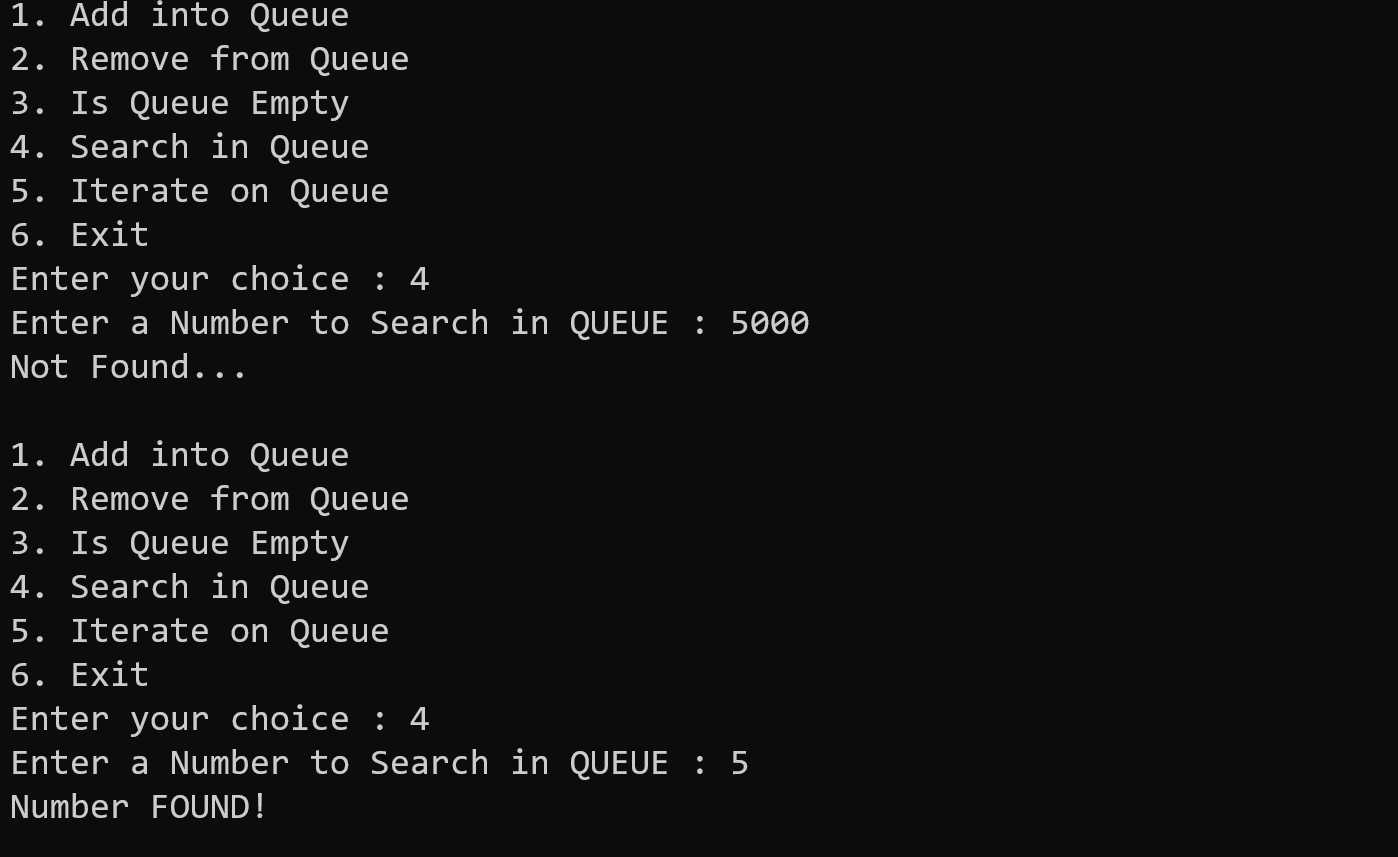 1. Add into Queue
2. Remove from Queue
3. Is Queue Empty
4. Search in Queue
5. Iterate on Queue
6. Exit
Enter your choice : 4
Enter a Number to Search in QUEUE : 5000
Not Found...
1. Add into Queue
2. Remove from Queue
3. Is Queue Empty
4. Search in Queue
5. Iterate on Queue
6. Exit
Enter your choice : 4
Enter a Number to Search in QUEUE : 5
Number FOUND!